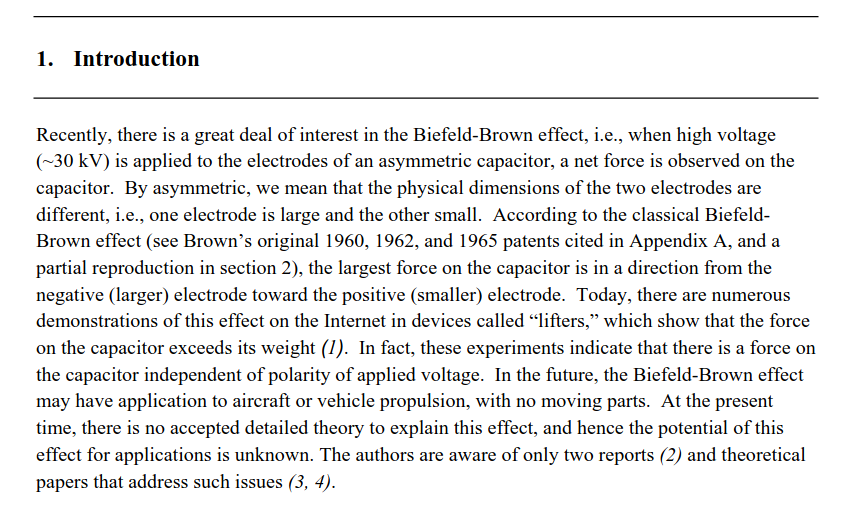 1. Introduction
Recently, there is a great deal of interest in the Biefeld-Brown effect, i.e., when high voltage
(~30 kV) is applied to the electrodes of an asymmetric capacitor, a net force is observed on the
capacitor. By asymmetric, we mean that the physical dimensions of the two electrodes are
different, i.e., one electrode is large and the other small. According to the classical Biefeld-
Brown effect (see Brown’s original 1960, 1962, and 1965 patents cited in Appendix A, and a
partial reproduction in section 2), the largest force on the capacitor is in a direction from the
negative (larger) electrode toward the positive (smaller) electrode. Today, there are numerous
demonstrations of this effect on the Internet in devices called “lifters,” which show that the force
on the capacitor exceeds its weight (1). In fact, these experiments indicate that there is a force on
the capacitor independent of polarity of applied voltage. In the future, the Biefeld-Brown effect
may have application to aircraft or vehicle propulsion, with no moving parts. At the present
time, there is no accepted detailed theory to explain this effect, and hence the potential of this
effect for applications is unknown. The authors are aware of only two reports (2) and theoretical
papers that address such issues (3, 4).